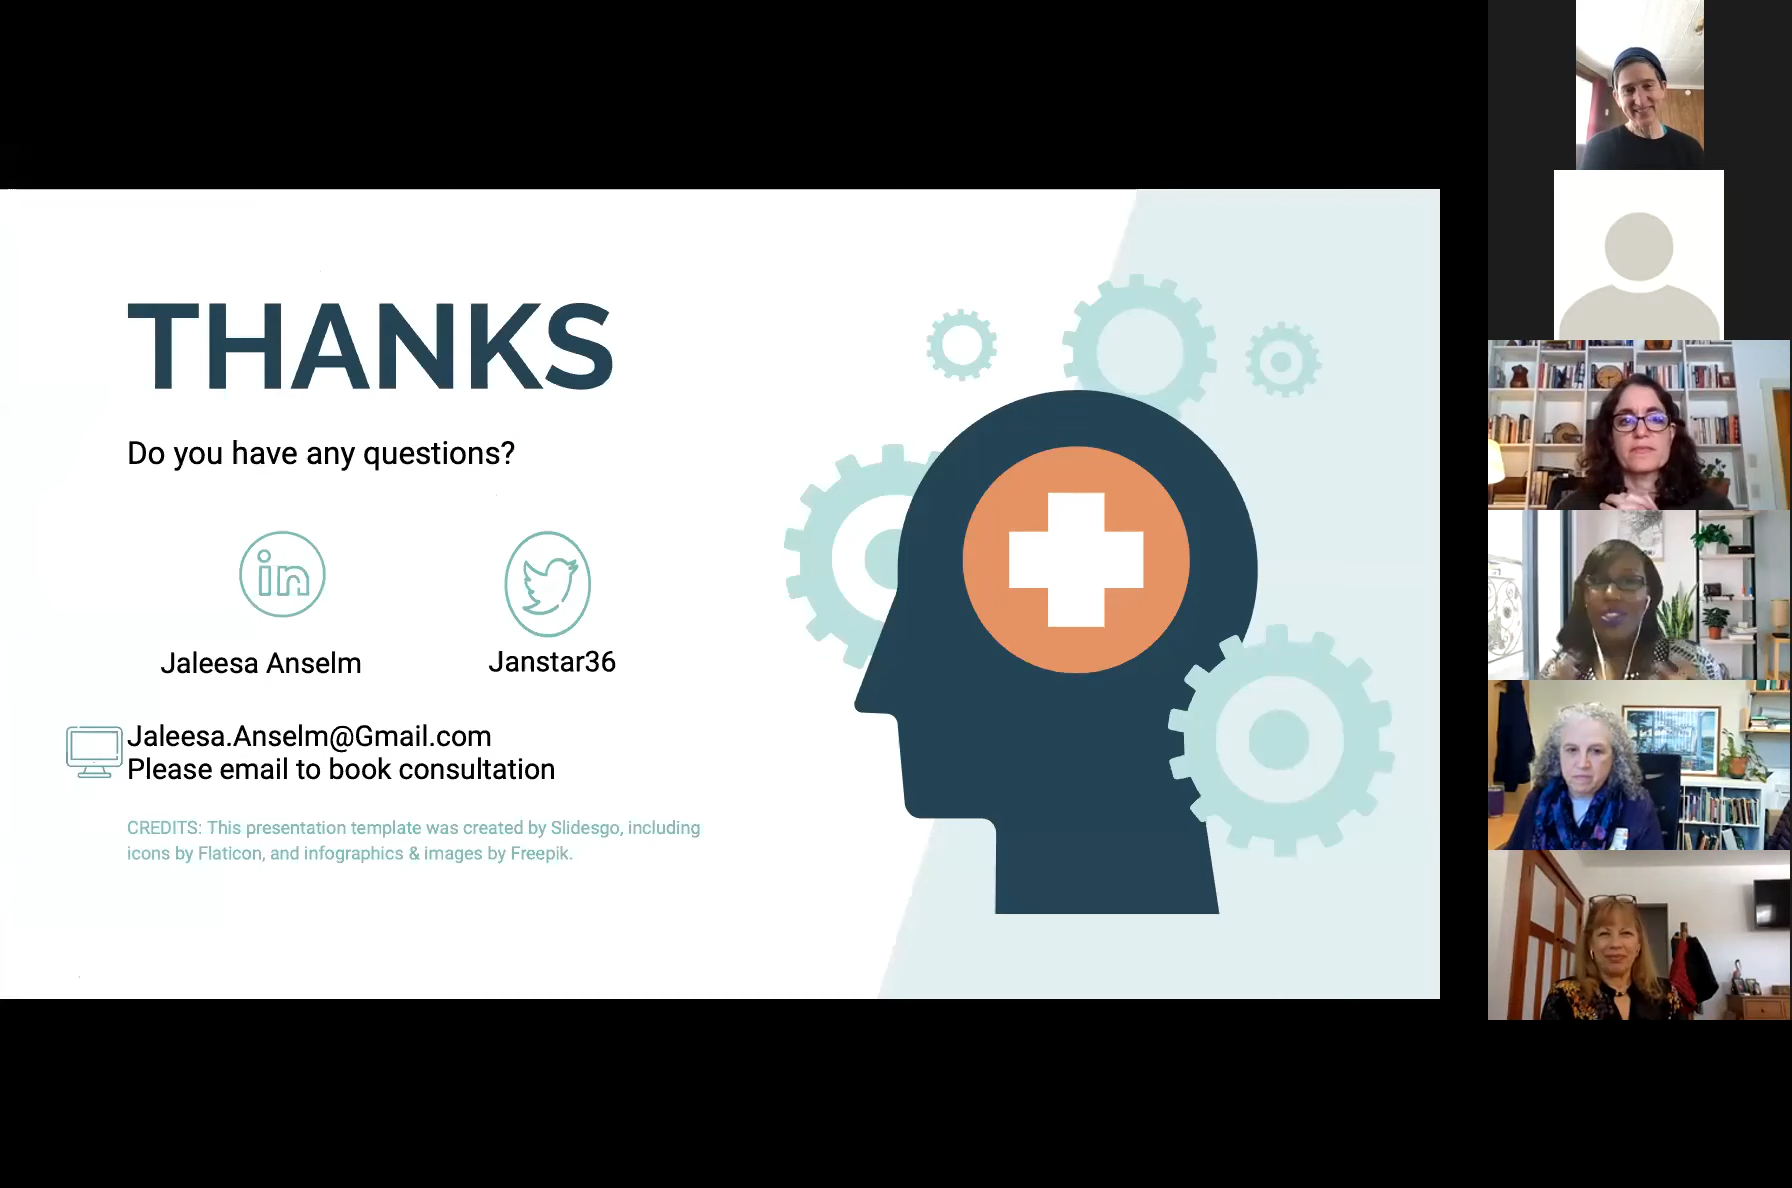 THANKS
Do you have any questions?
in
Jaleesa Anselm
Janstar36
Jaleesa.Anselm@Gmail.com
Please email to book consultation
CREDITS: This presentation template was created by Slidesgo, including
icons by Flaticon, and infographics & images by Freepik.